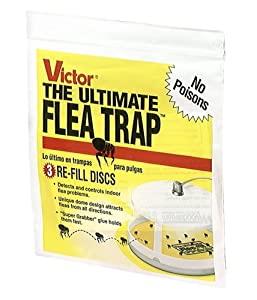 Victor®
THE ULTIMATE
FLEA TRAP™
No
Poisons
Lo último en trampas
para pulgas
3 RE-FILL DISCS
• Detects and controls indoor
flea problems.
• Unique dome design attracts
fleas from all directions.
• "Super Grabber" glue holds
them fast.